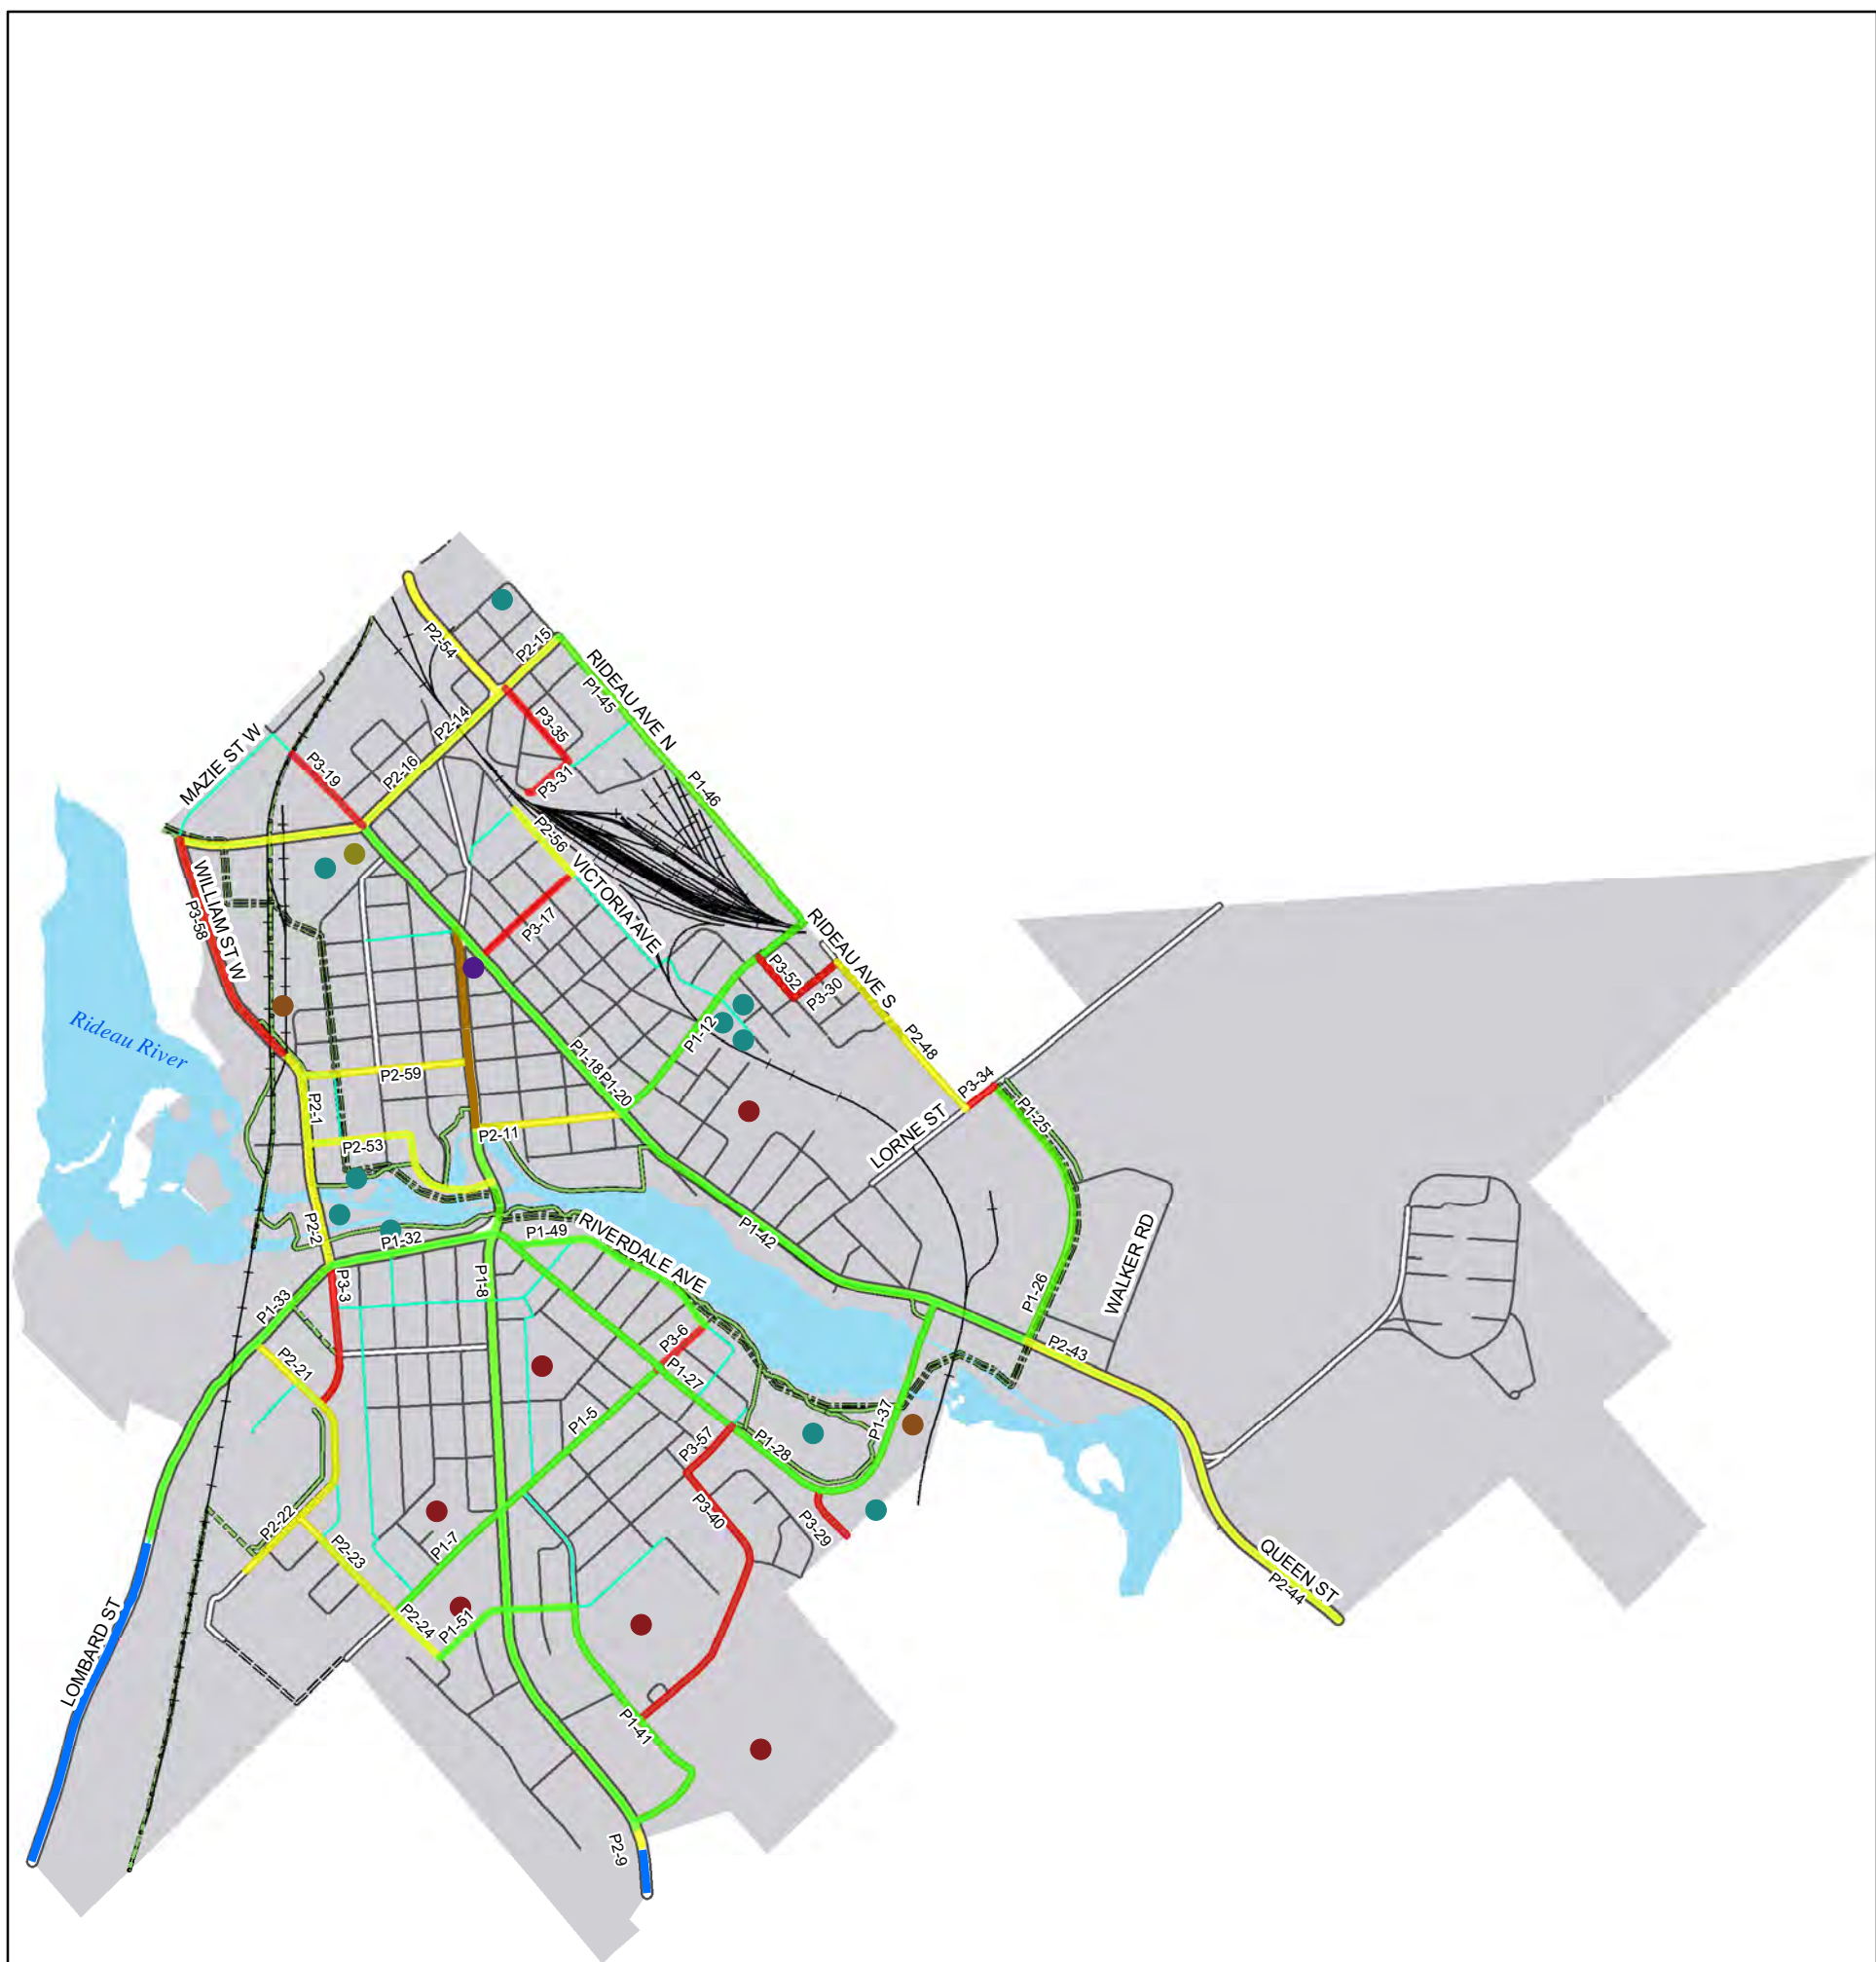 P2-54
P2-15
RIDEAU AVE N
P1-45
P3-35
P2-14
MAZIE ST W
P3-19
P2-16
P3-31
P1-46
P2-56
VICTORIA AVE
WILLIAM ST W
P3-58
P3-17
RIDEAU AVE S
P3-52
P3-30
Rideau River
P1-12
P2-48
P1-18
P1-20
P2-59
P3-34
P1-25
P2-1
P2-11
LORNE ST
P2-53
P2-2
P1-32
P1-49
RIVERDALE AVE
P1-42
WALKER RD
P1-8
P3-3
P1-33
P1-26
P3-6
P2-43
P2-21
P1-27
P1-5
P1-37
P3-57
P1-28
P3-40
P3-29
P2-22
P2-23
P1-7
QUEEN ST
P2-44
LOMBARD ST
P2-24
P1-51
P1-41
P2-9